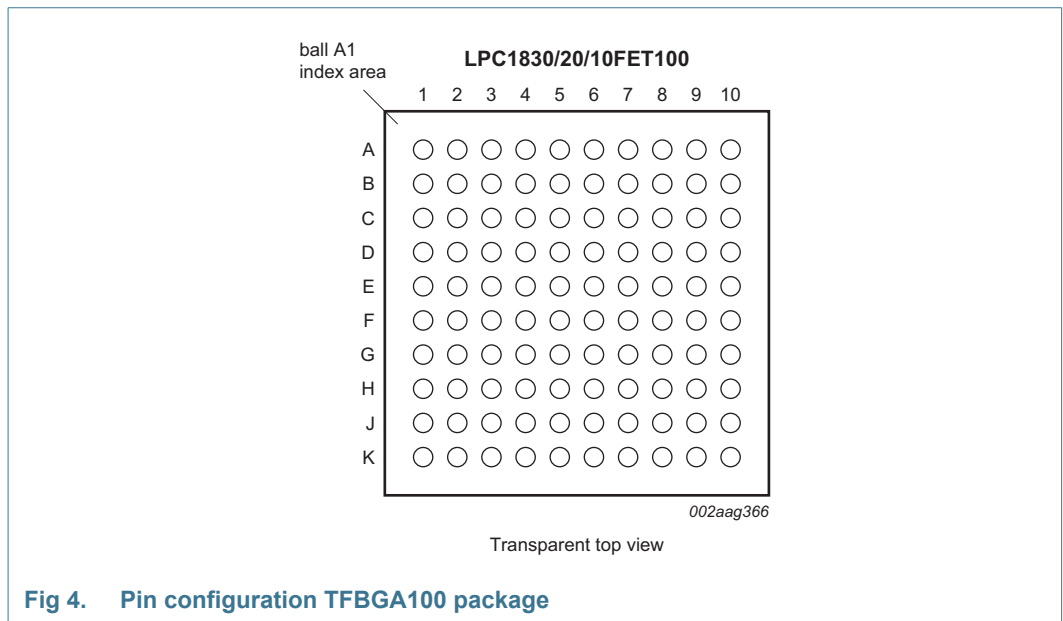 ball A1
index area
LPC1830/20/10FET100
1 2 3 4 5 6 7 8 9 10
A
B
C
D
E
F
G
H
J
K
002aag366
Transparent top view
Fig 4. Pin configuration TFBGA100 package